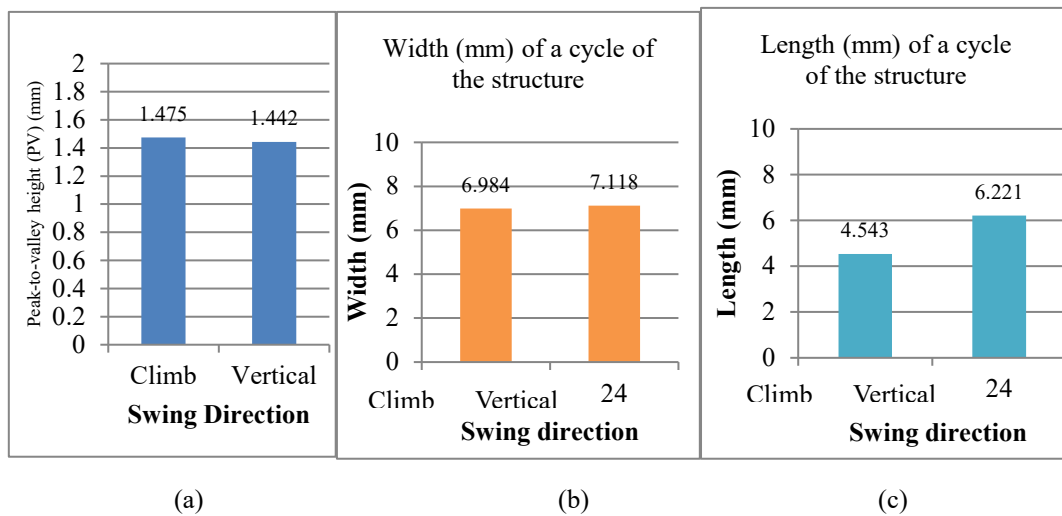 2
1.8
1.6
1.4
1.2
1
0.8
0.6
0.4
0.2
0
Peak-to-valley height (PV) (mm)
1.475
1.442
Climb Vertical
Swing Direction
(a)
Width (mm) of a cycle of
the structure
10
8
6
4
2
0
Width (mm)
6.984
7.118
Climb Vertical 24
Swing direction
(b)
Length (mm) of a cycle
of the structure
10
8
6
4
2
0
Length (mm)
4.543
6.221
Climb Vertical 24
Swing direction
(c)